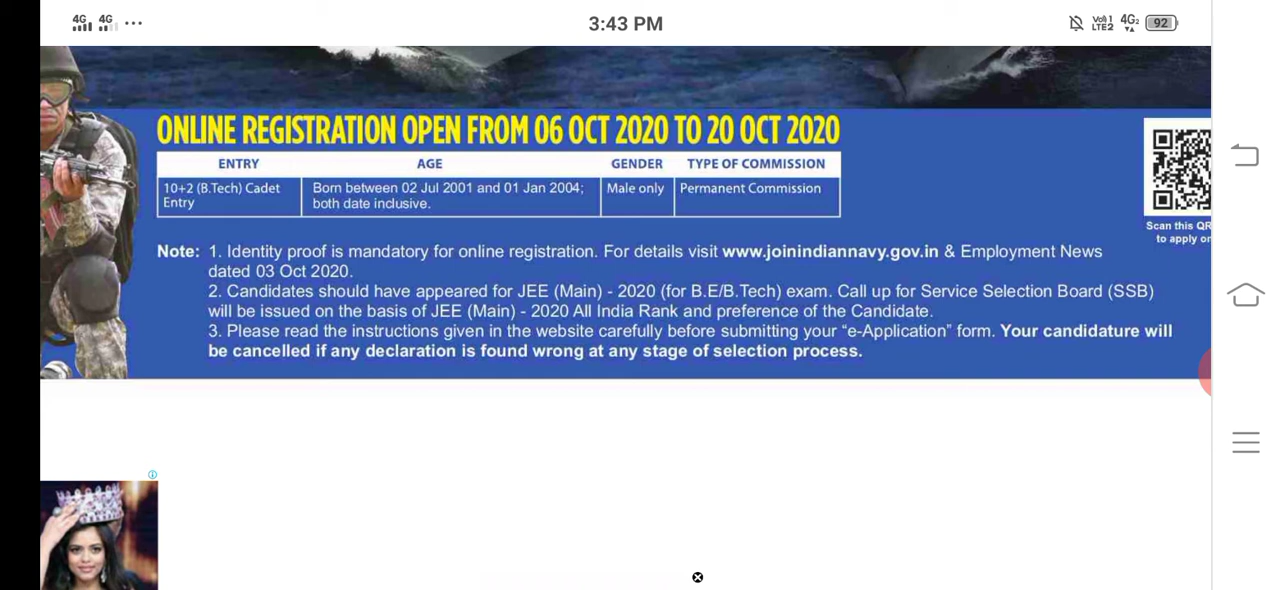 4G 4G ...
3:43 PM
Vo))1 LTE2 4G2 92
ONLINE REGISTRATION OPEN FROM 06 OCT 2020 TO 20 OCT 2020
ENTRY AGE GENDER TYPE OF COMMISSION
10+2 (B.Tech) Cadet Born between 02 Jul 2001 and 01 Jan 2004; Male only Permanent Commission
Entry both date inclusive.
Scan this QR
to apply on
Note: 1. Identity proof is mandatory for online registration. For details visit www.joinindiannavy.gov.in & Employment News
dated 03 Oct 2020.
2. Candidates should have appeared for JEE (Main) - 2020 (for B.E/B.Tech) exam. Call up for Service Selection Board (SSB)
will be issued on the basis of JEE (Main) - 2020 All India Rank and preference of the Candidate.
3. Please read the instructions given in the website carefully before submitting your “e-Application” form. Your candidature will
be cancelled if any declaration is found wrong at any stage of selection process.